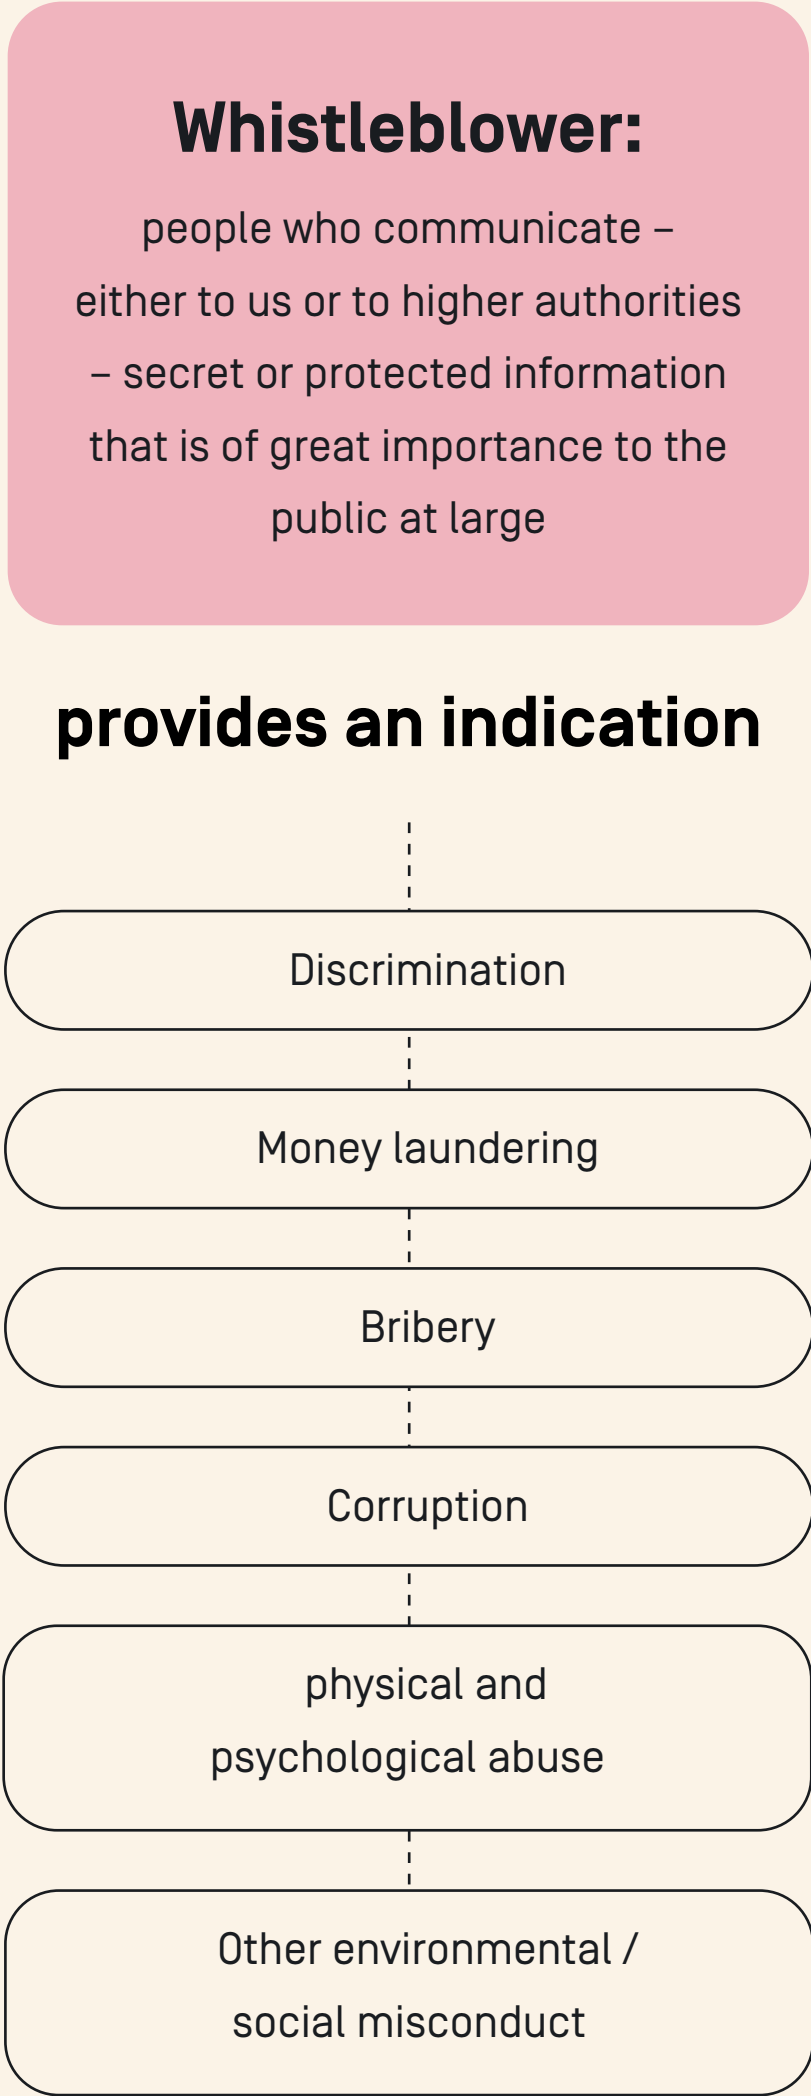 Whistleblower:
people who communicate –
either to us or to higher authorities
– secret or protected information
that is of great importance to the
public at large
provides an indication
Discrimination
Money laundering
Bribery
Corruption
physical and
psychological abuse
Other environmental /
social misconduct